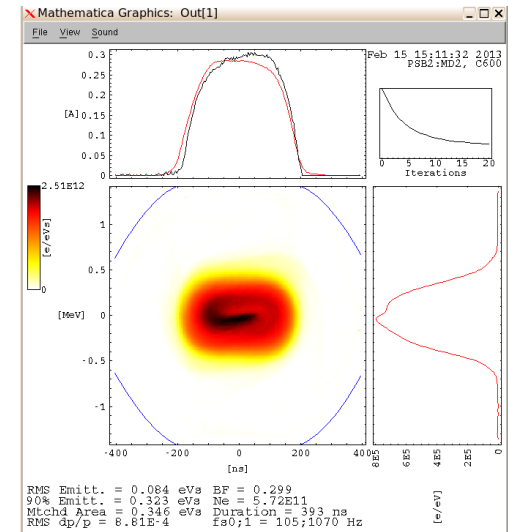 Mathematica Graphics: Out[1]
File View Sound
Feb 15 15:11:32 2013
PSB2:MD2, C600
0.3
0.25
0.2
[A] 0.15
0.1
0.05
0
0 5 10 15 20
Iterations
2.51E12
[e/eVs]
0
1
0.5
[MeV] 0
-0.5
-1
-400 -200 0 200 400
[ns]
8E5 6E5 4E5 2E5 0
[e/eV]
RMS Emitt. = 0.084 eVs BF = 0.299
90% Emitt. = 0.323 eVs Ne = 5.72E11
Mtchd Area = 0.346 eVs Duration = 393 ns
RMS dp/p = 8.81E-4 fs0;1 = 105;1070 Hz